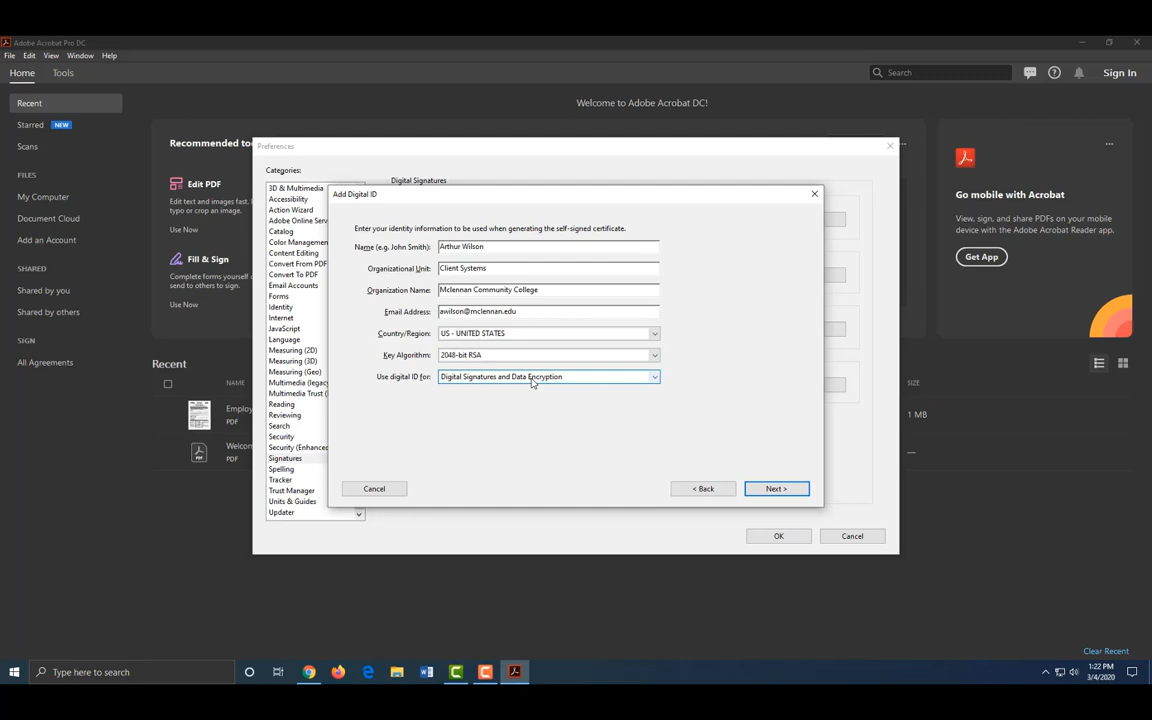 Adobe Acrobat Pro DC
File Edit View Window Help
Home Tools
Search
Sign In
Recent
Starred NEW
Scans
FILES
My Computer
Document Cloud
Add an Account
SHARED
Shared by you
Shared by others
SIGN
All Agreements
Welcome to Adobe Acrobat DC!
Recommended
Edit PDF
Edit text and images
typo or crop an image.
Use Now
Fill & Sign
Complete forms yourself
send to others to sign.
Use Now
Go mobile with Acrobat
View, sign, and share PDFs on your
mobile device with the Adobe Acrobat Reader
app.
Get App
Recent
NAME
SIZE
PDF
1 MB
PDF
—
Clear Recent
Preferences
Categories:
3D & Multimedia
Accessibility
Action Wizard
Adobe Online
Catalog
Color Management
Content Editing
Convert From PDF
Convert To PDF
Email Accounts
Forms
Identity
Internet
JavaScript
Language
Measuring (2D)
Measuring (3D)
Measuring (Geo)
Multimedia (legacy
Multimedia Trust (
Reading
Reviewing
Search
Security
Security (Enhanced
Signatures
Spelling
Tracker
Trust Manager
Units & Guides
Updater
Digital Signatures
OK Cancel
Add Digital ID
Enter your identity information to be used when generating the self-signed certificate.
Name (e.g. John Smith): Arthur Wilson
Organizational Unit: Client Systems
Organization Name: Mclennan Community College
Email Address: awilson@mclennan.edu
Country/Region: US - UNITED STATES
Key Algorithm: 2048-bit RSA
Use digital ID for: Digital Signatures and Data Encryption
Cancel < Back Next >
Type here to search
1:22 PM
3/4/2020